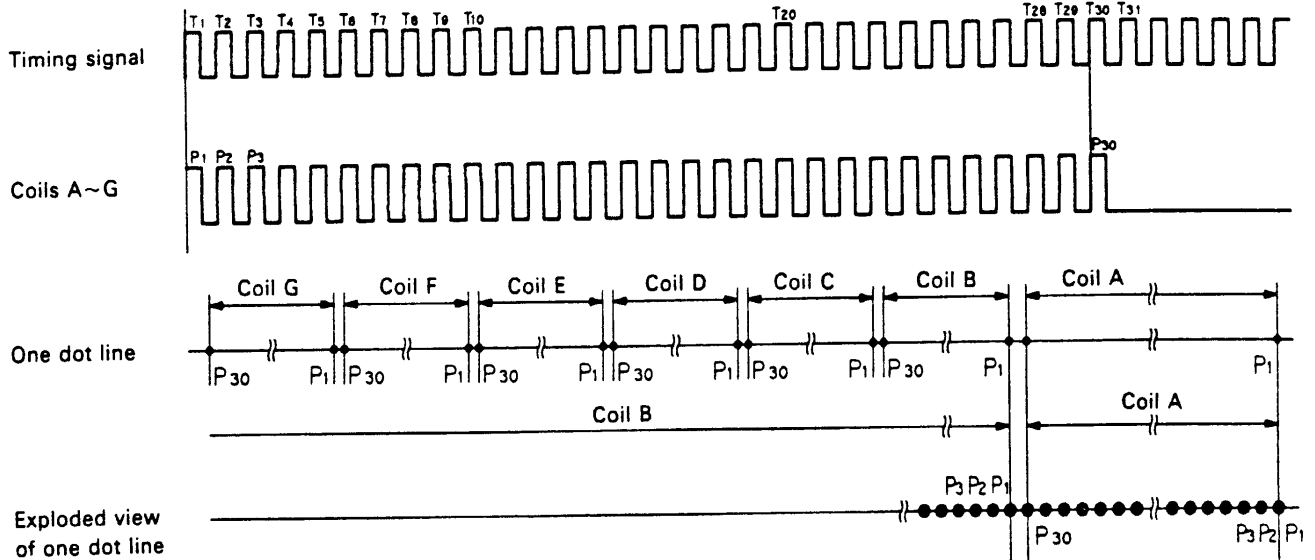 T1 T2 T3 T4 T5 T6 T7 T8 T9 T10 T20 T28 T29 T30 T31
Timing signal
P1 P2 P3 P30
Coils A~G
Coil G Coil F Coil E Coil D Coil C Coil B Coil A
One dot line
P30 P1 P30 P1 P30 P1 P30 P1 P30 P1 P30 P1 P1
Coil B Coil A
P3 P2 P1
Exploded view
of one dot line
P30 P3 P2 P1